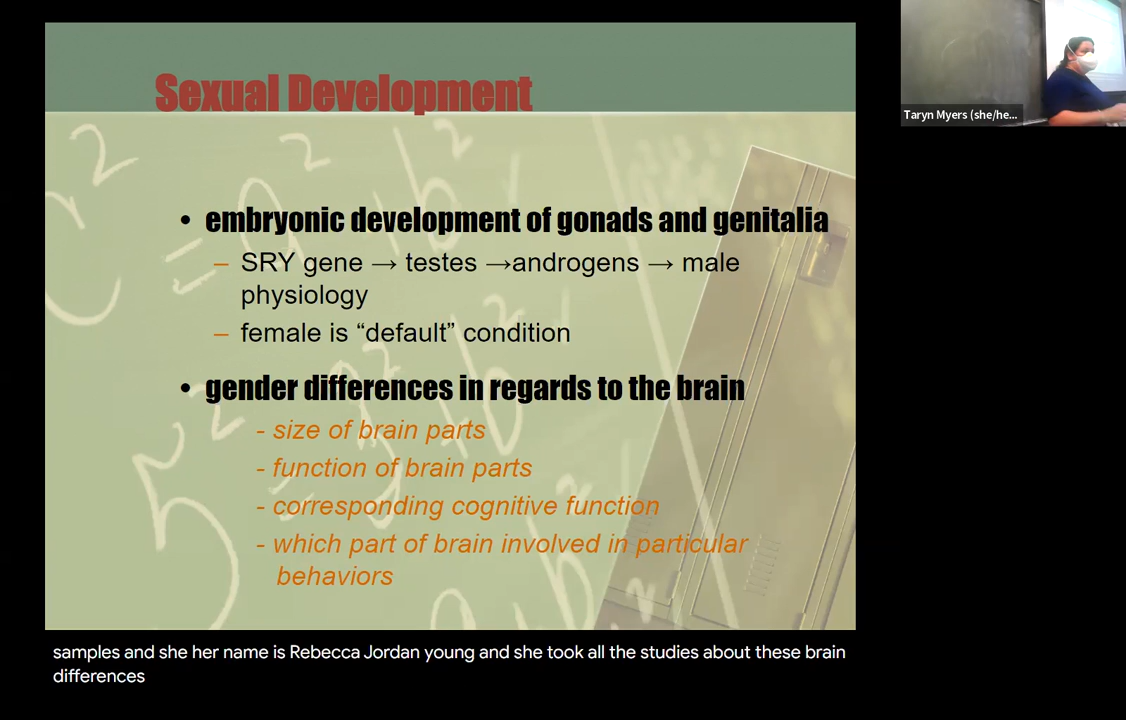 Sexual Development
• embryonic development of gonads and genitalia
– SRY gene → testes →androgens → male
physiology
– female is “default” condition
• gender differences in regards to the brain
- size of brain parts
- function of brain parts
- corresponding cognitive function
- which part of brain involved in particular
behaviors
Taryn Myers (she/he...
samples and she her name is Rebecca Jordan young and she took all the studies about these brain
differences